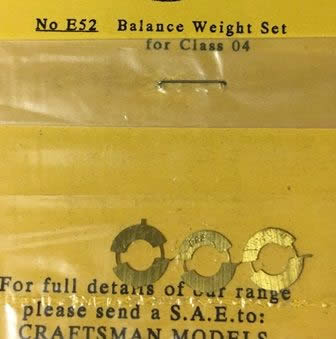 No E52 Balance Weight Set
for Class 04
For full details of our range
please send a S.A.E.to:
CRAFTSMAN MODELS